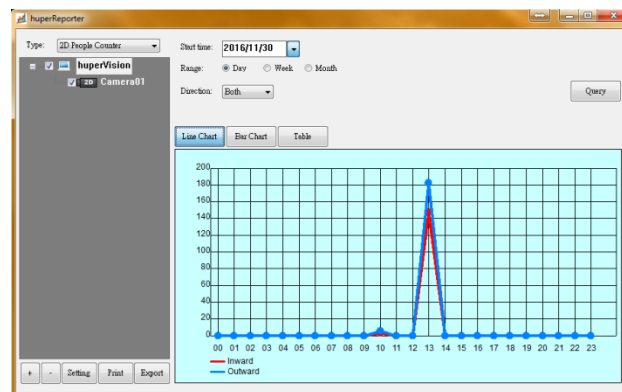 huperReporter
Type: 2D People Counter
huperVision
2D Camera01
Start time: 2016/11/30
Range: Day Week Month
Direction: Both
Query
Line Chart Bar Chart Table
200
180
160
140
120
100
80
60
40
20
0
00 01 02 03 04 05 06 07 08 09 10 11 12 13 14 15 16 17 18 19 20 21 22 23
Inward
Outward
+ - Setting Print Export